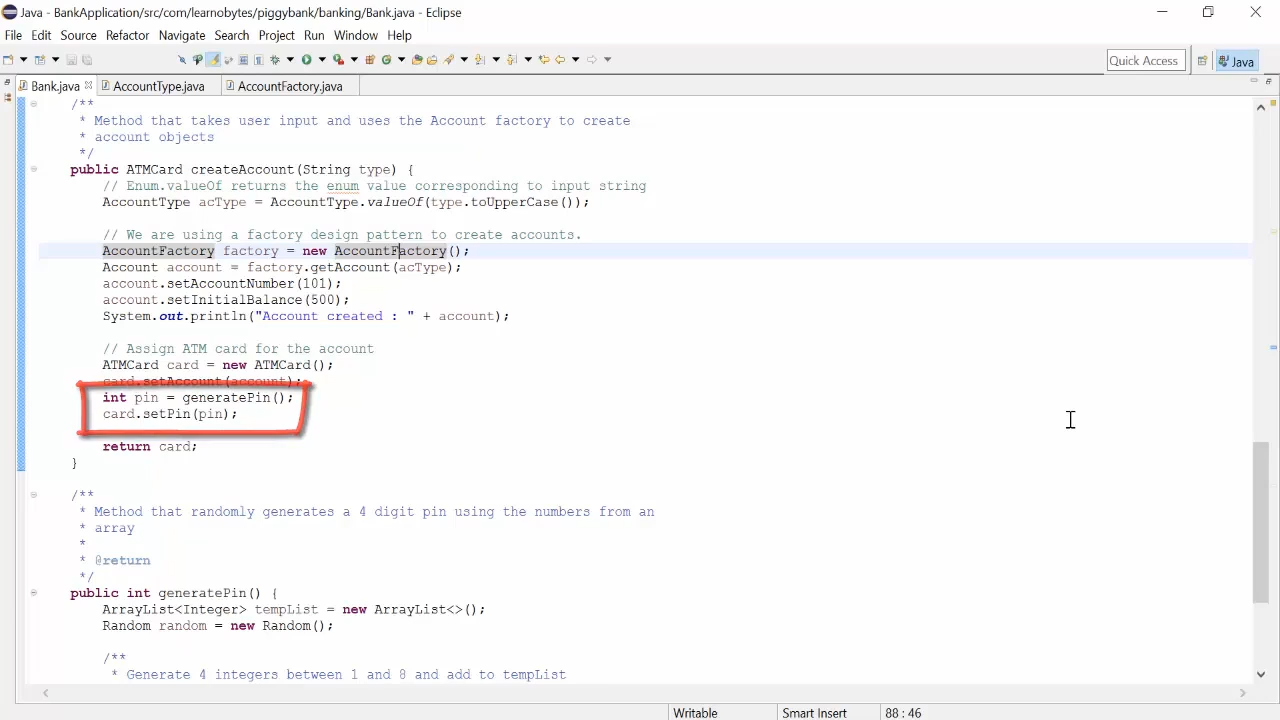 Java - BankApplication/src/com/learnobytes/piggybank/banking/Bank.java - Eclipse
File Edit Source Refactor Navigate Search Project Run Window Help
Quick Access Java
Bank.java AccountType.java AccountFactory.java
/**
* Method that takes user input and uses the Account factory to create
* account objects
*/
public ATMCard createAccount(String type) {
// Enum.valueOf returns the enum value corresponding to input string
AccountType acType = AccountType.valueOf(type.toUpperCase());
// We are using a factory design pattern to create accounts.
AccountFactory factory = new AccountFactory();
Account account = factory.getAccount(acType);
account.setAccountNumber(101);
account.setInitialBalance(500);
System.out.println("Account created : " + account);
// Assign ATM card for the account
ATMCard card = new ATMCard();
card.setAccount(account);
int pin = generatePin();
card.setPin(pin);
return card;
}
/**
* Method that randomly generates a 4 digit pin using the numbers from an
* array
*
* @return
*/
public int generatePin() {
ArrayList<Integer> tempList = new ArrayList<>();
Random random = new Random();
/**
* Generate 4 integers between 1 and 8 and add to tempList
Writable Smart Insert 88 : 46